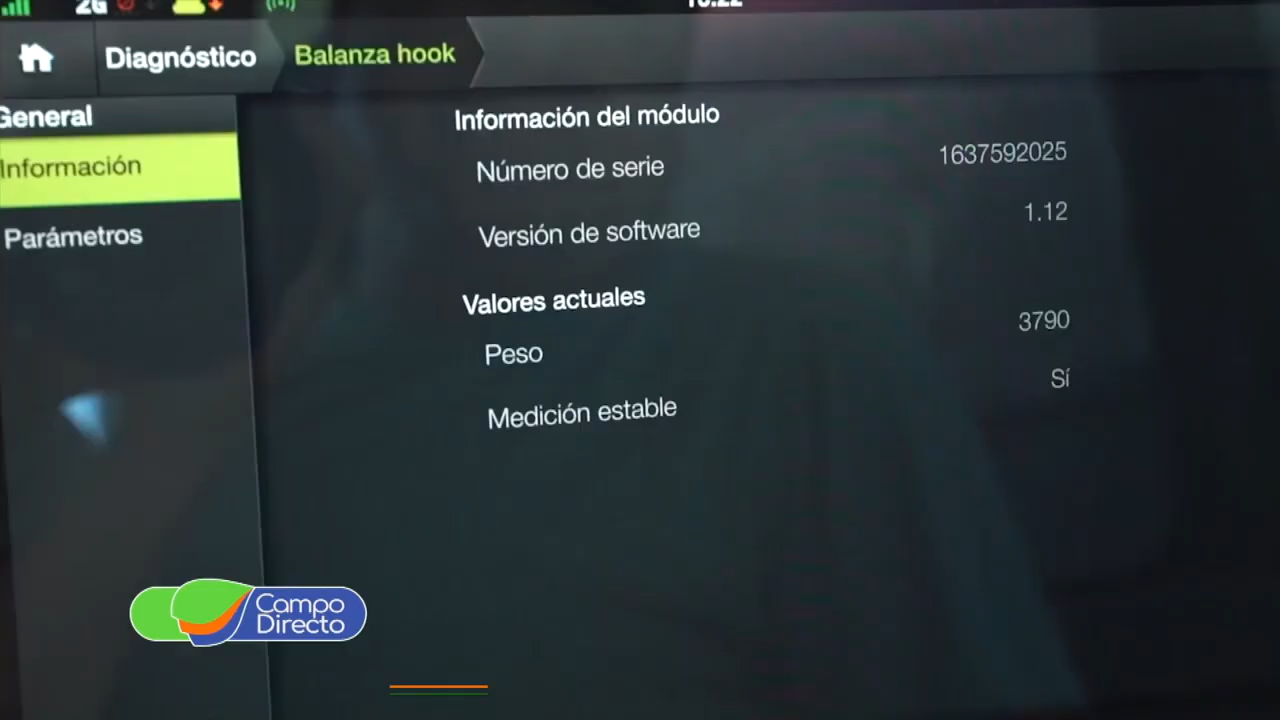 2G
Diagnóstico
Balanza hook
General
Información
Parámetros
Información del módulo
Número de serie
1637592025
Versión de software
1.12
Valores actuales
Peso
3790
Medición estable
Sí
Campo
Directo